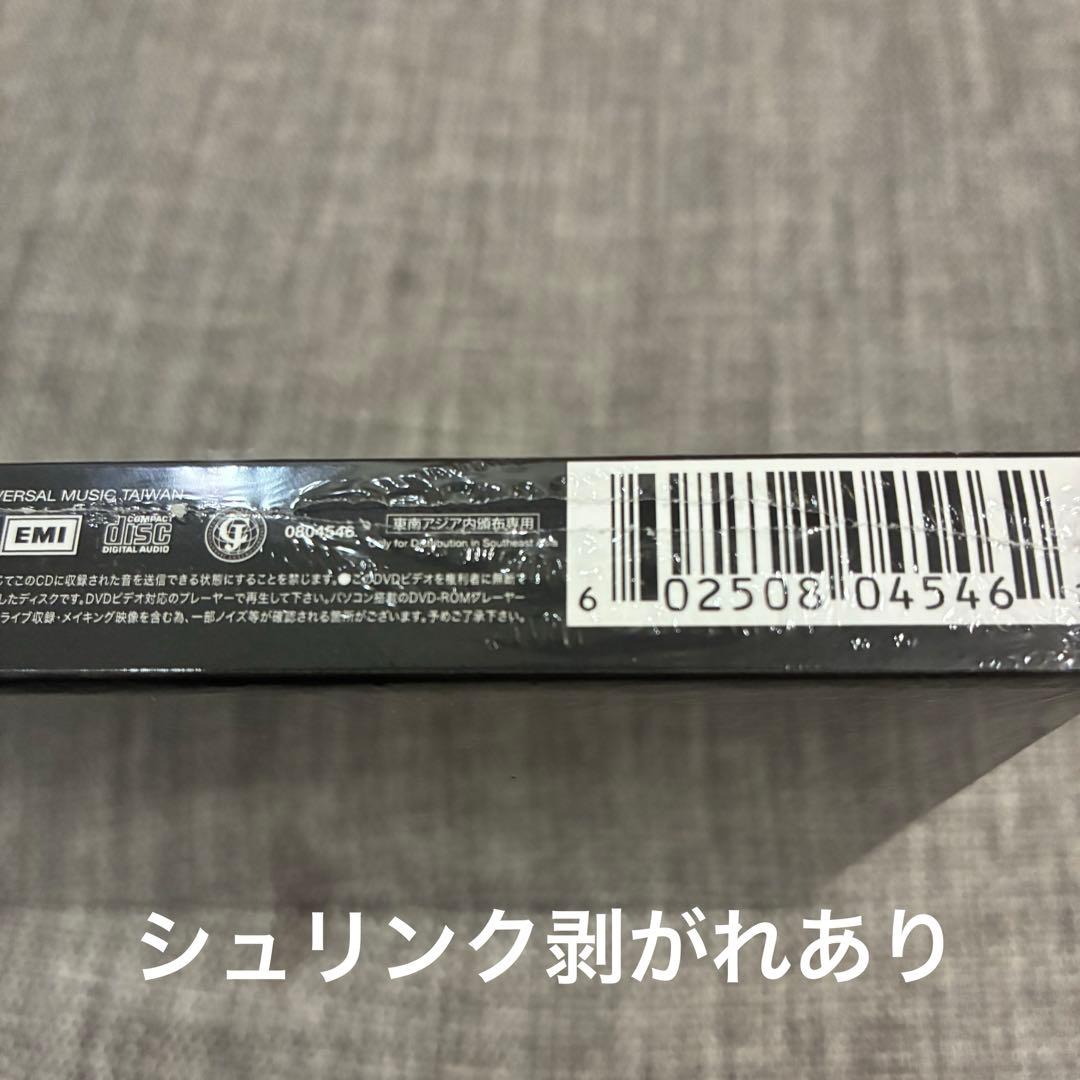 VERSAL MUSIC TAIWAN
EMI
COMPACT
disc
DIGITAL AUDIO
0804546
東南アジア内頒布専用
Only for Distribution in Southeast Asia
じてこのCDに収録された音を送信できる状態にすることを禁じます。●このDVDビデオを権利者に無断で
したディスクです。DVDビデオ対応のプレーヤーで再生して下さい。パソコン搭載のDVD-ROMプレーヤー
ライブ収録・メイキング映像を含む為、一部ノイズ等が確認される箇所がございます。予めご了承下さい。
6 02508 04546
シュリンク剥がれあり